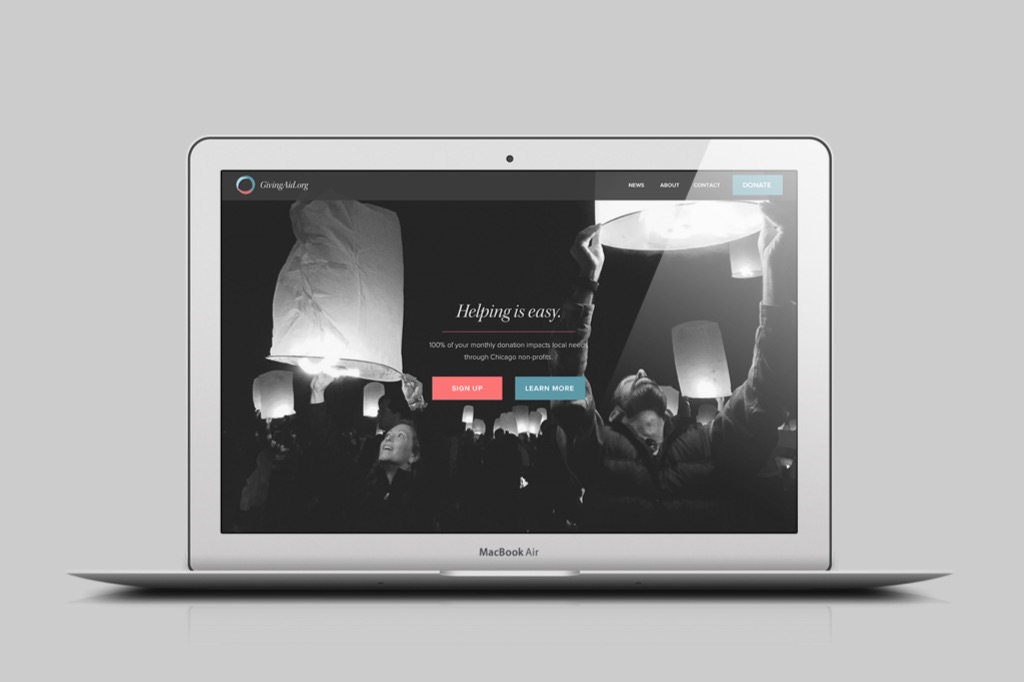 GivingAid.org
NEWS
ABOUT
CONTACT
DONATE
Helping is easy.
100% of your monthly donation impacts local needs
through Chicago non-profits.
SIGN UP
LEARN MORE
MacBook Air